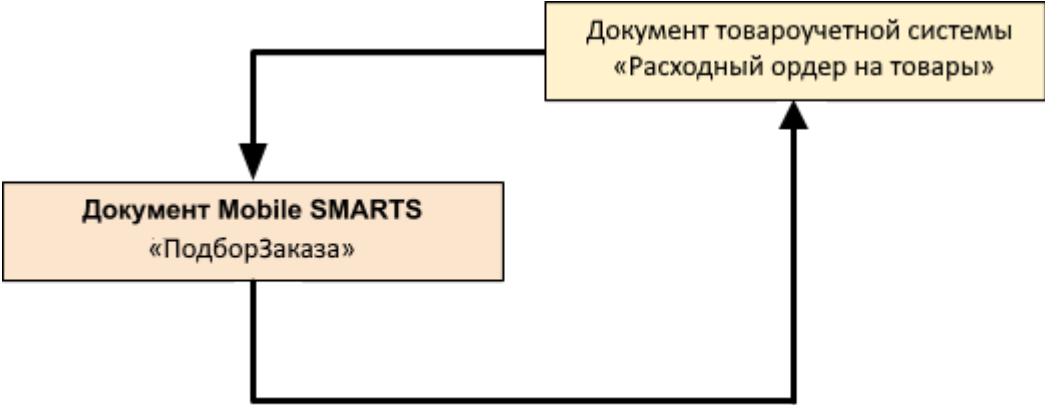 Документ товароучетной системы
«Расходный ордер на товары»
Документ Mobile SMARTS
«ПодборЗаказа»